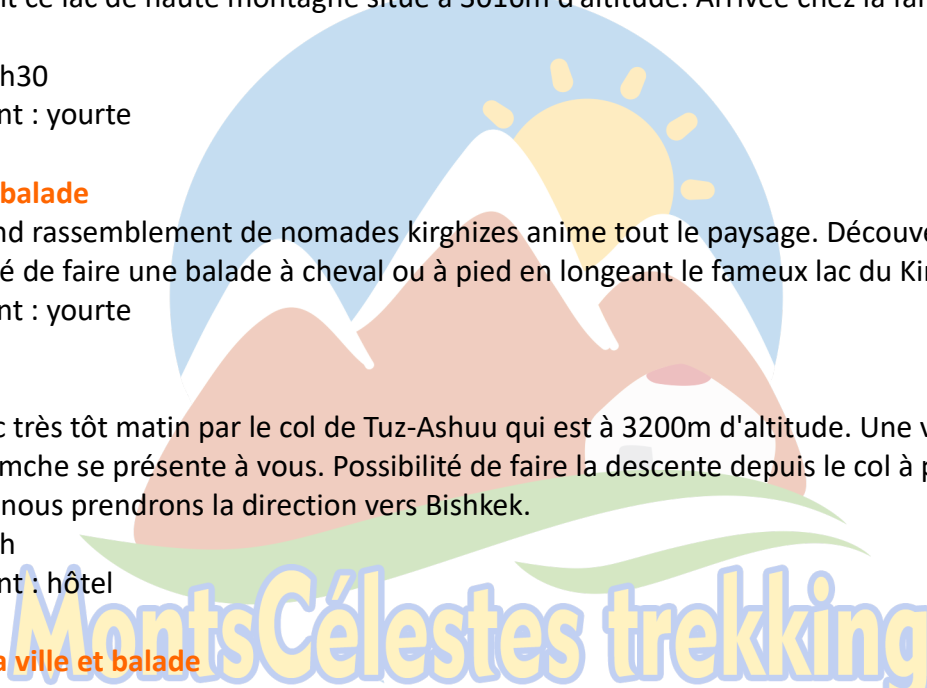 ce lac de haute montagne situé à 3016m d'altitude. Arrivée chez la
h30
nt : yourte
balade
nd rassemblement de nomades kirghizes anime tout le paysage. Découve
é de faire une balade à cheval ou à pied en longeant le fameux lac du Ki
nt : yourte
c très tôt matin par le col de Tuz-Ashuu qui est à 3200m d'altitude. Une v
mche se présente à vous. Possibilité de faire la descente depuis le col à p
nous prendrons la direction vers Bishkek.
h
nt : hôtel
MontsCélestes trekking
a ville et balade